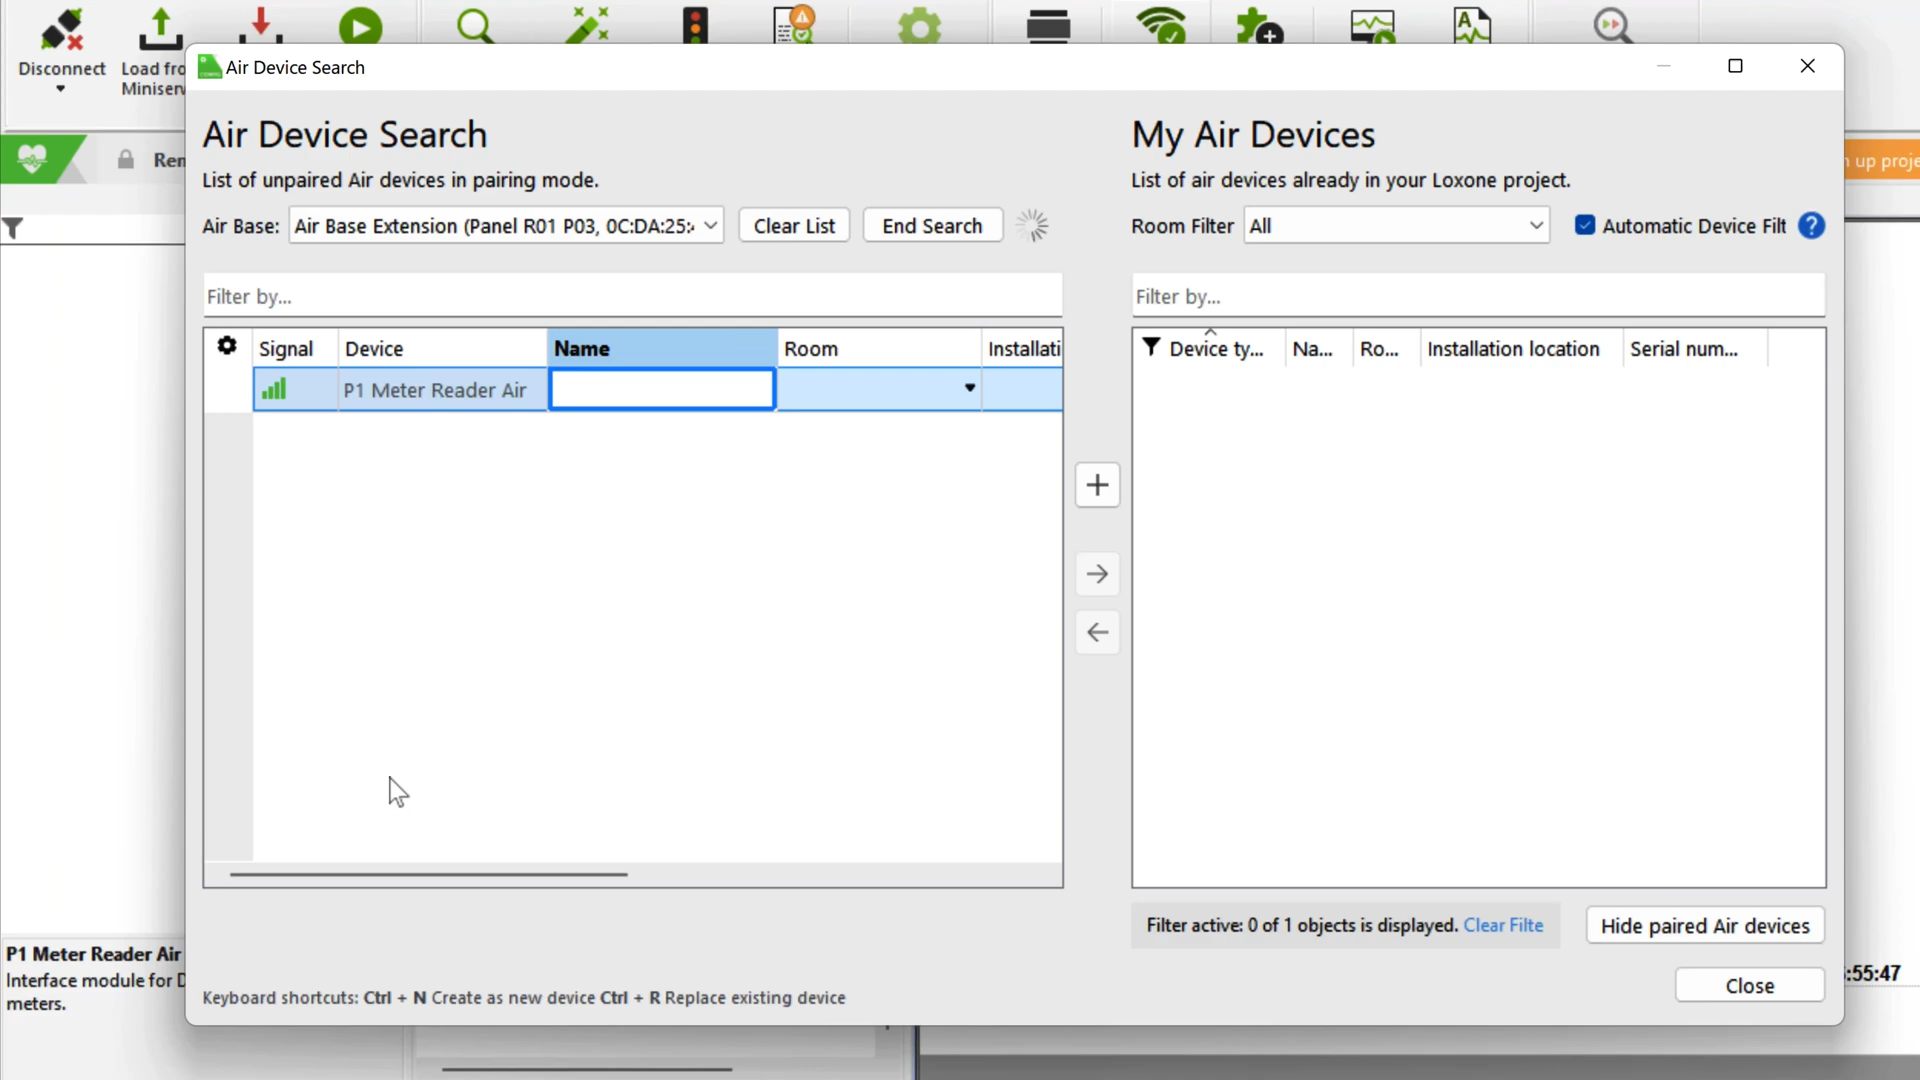 Disconnect
Load fro
Miniserv
Air Device Search
Air Device Search
My Air Devices
Ren
n up proje
List of unpaired Air devices in pairing mode.
List of air devices already in your Loxone project.
Air Base: Air Base Extension (Panel R01 P03, 0C:DA:25: Clear List End Search
Room Filter All Automatic Device Filt ?
Filter by...
Filter by...
Signal Device Name Room Installati
Device ty... Na... Ro... Installation location Serial num...
P1 Meter Reader Air
Filter active: 0 of 1 objects is displayed. Clear Filte Hide paired Air devices
P1 Meter Reader Air
Interface module for D
meters.
:55:47
Close
Keyboard shortcuts: Ctrl + N Create as new device Ctrl + R Replace existing device